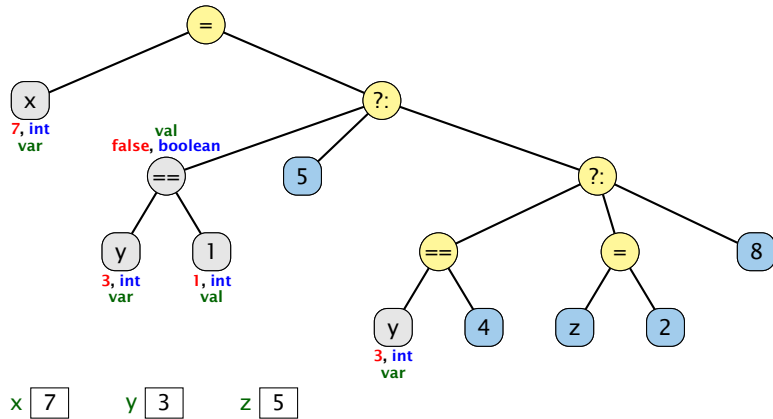 =
x
7, int
var
?:
val
false, boolean
==
5
?:
y
3, int
var
1
1, int
val
==
=
8
y
3, int
var
4
z
2
x 7 y 3 z 5